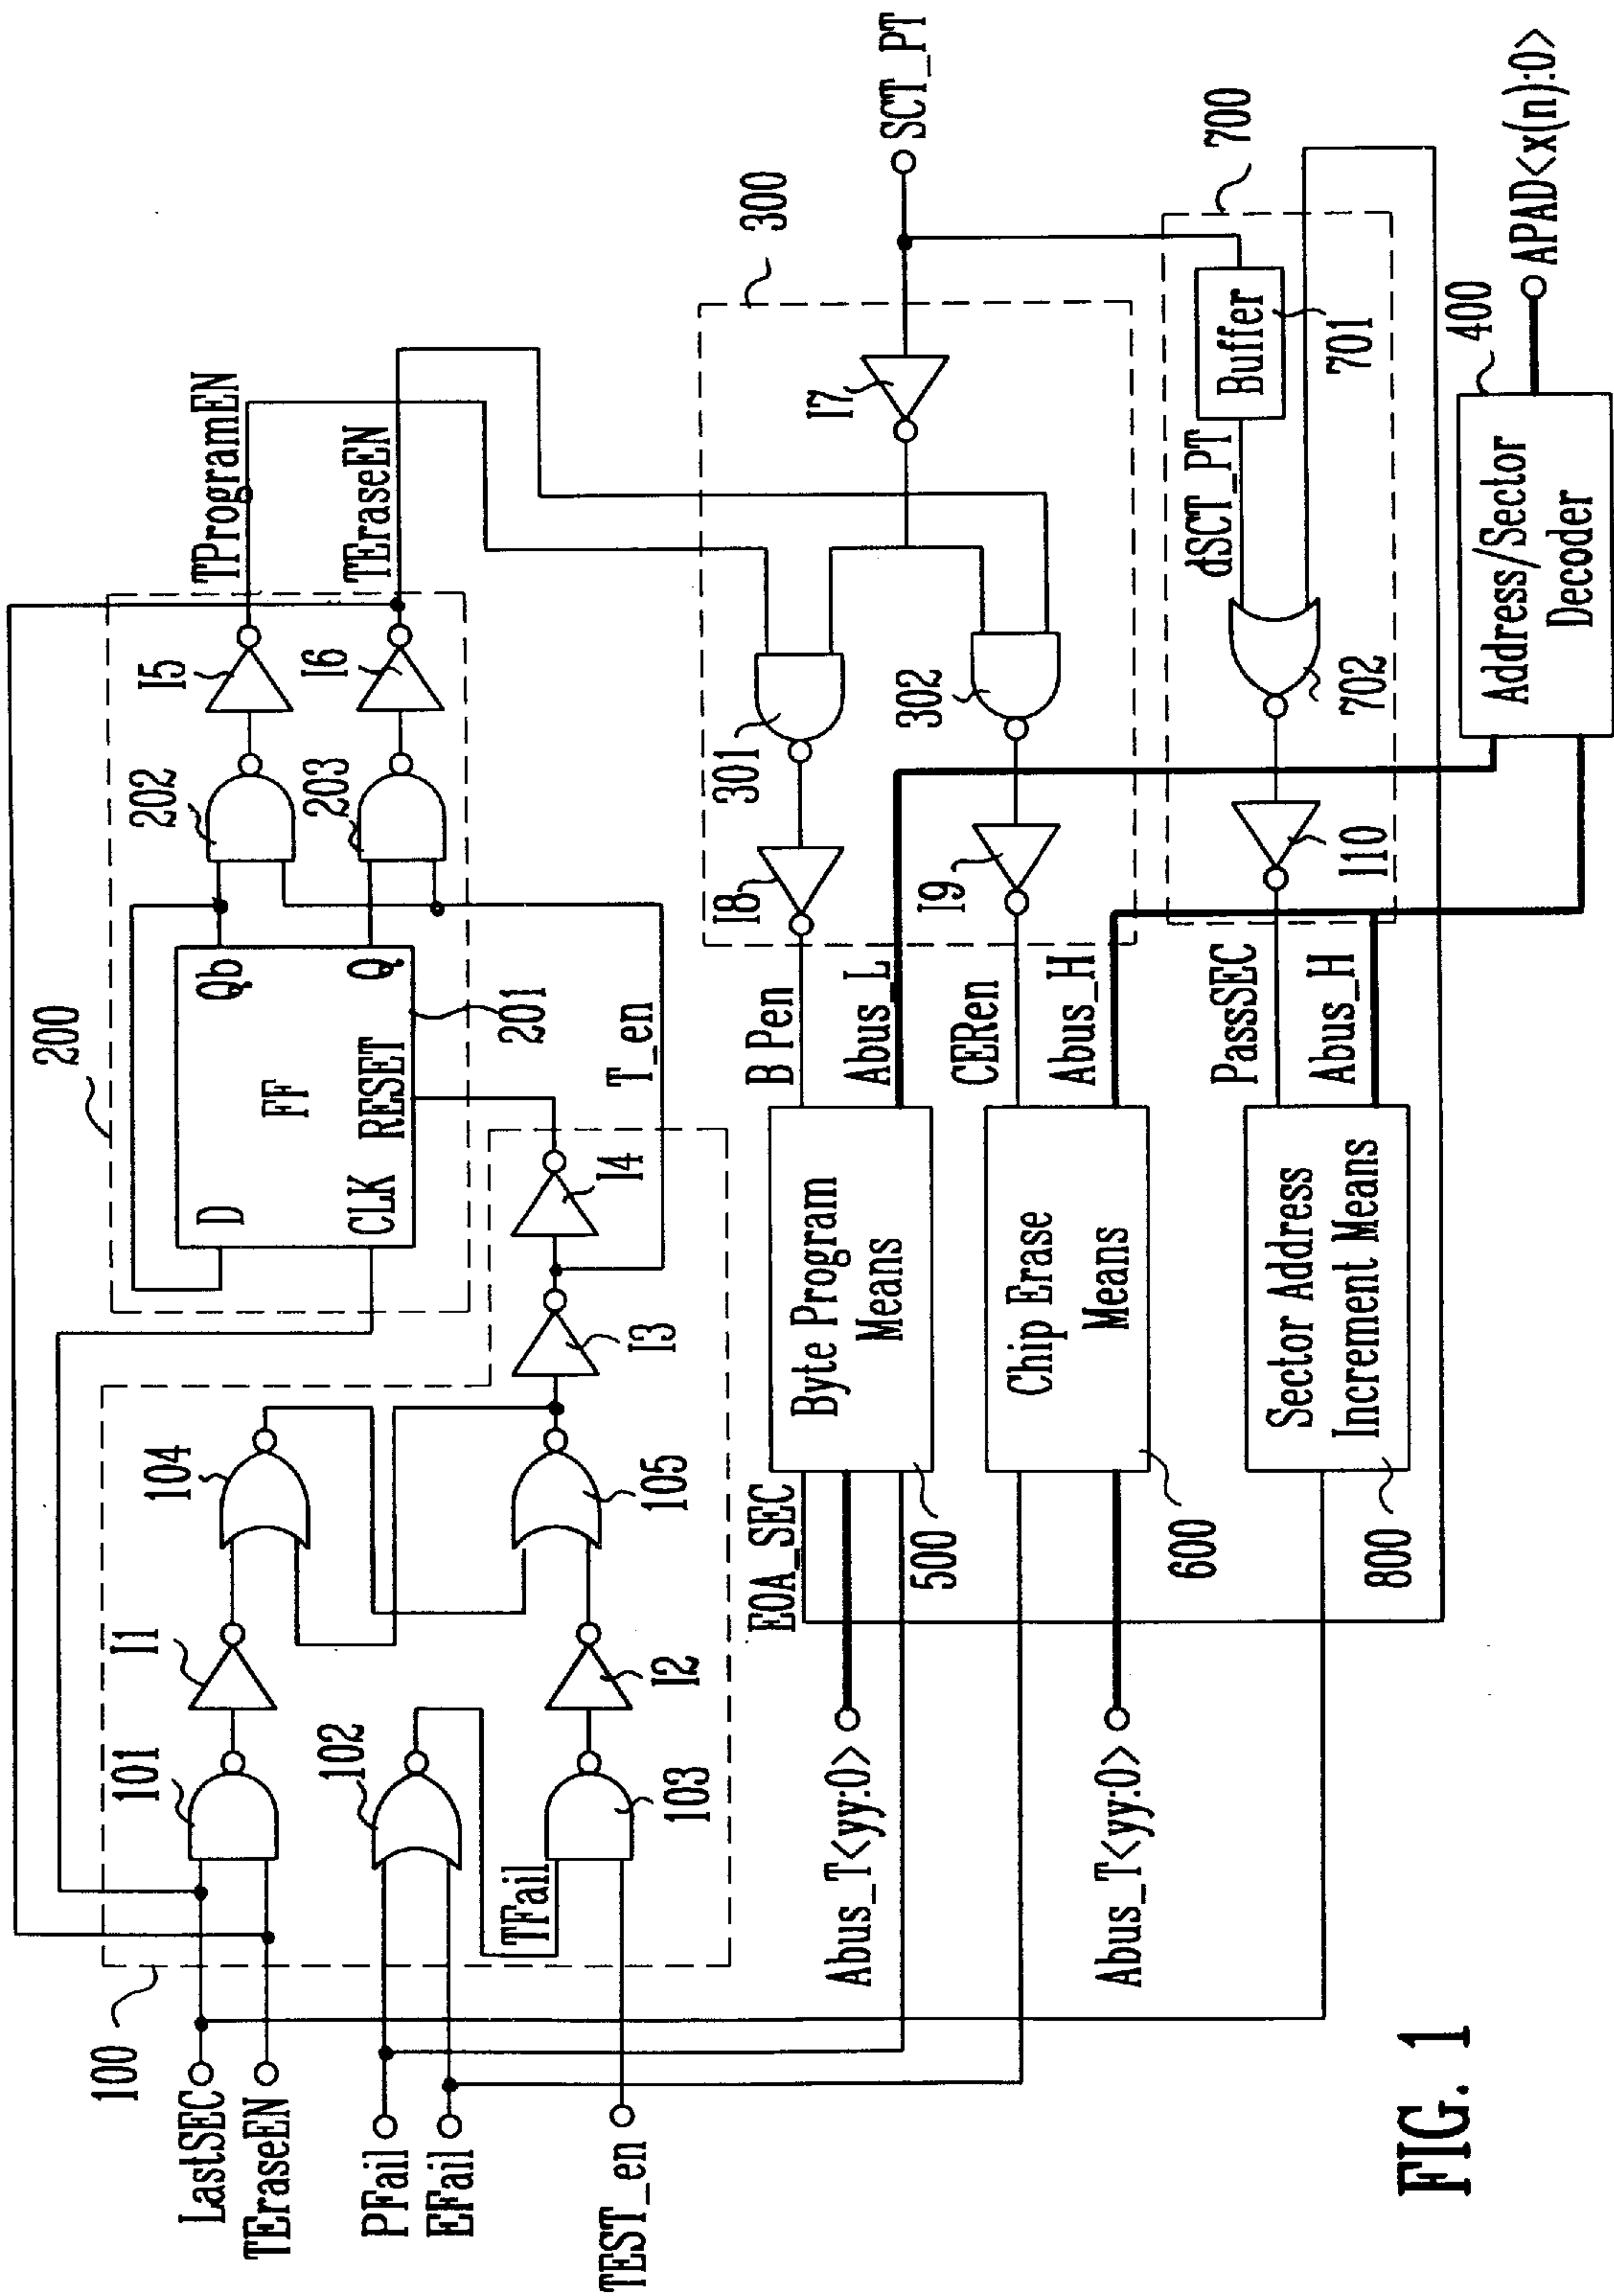 LastSEC
TEraseEN
PFail
EFail
TEST_en
100
101
I1
102
TFail
103
I2
104
105
I3
I4
T_en
200
D
Qb
FF
CLK
RESET
Q
201
202
203
I5
I6
TProgramEN
TEraseEN
300
I7
SCT_PT
301
302
I8
I9
B Pen
Abus_L
CERen
Abus_H
PassSEC
Abus_H
700
Buffer
701
dSCT_PT
702
I10
400
Address/Sector
Decoder
APAD<x(n):0>
EOA_SEC
Byte Program
Means
500
Abus_T<yy:0>
Chip Erase
Means
600
Abus_T<yy:0>
Sector Address
Increment Means
800
FIG. 1